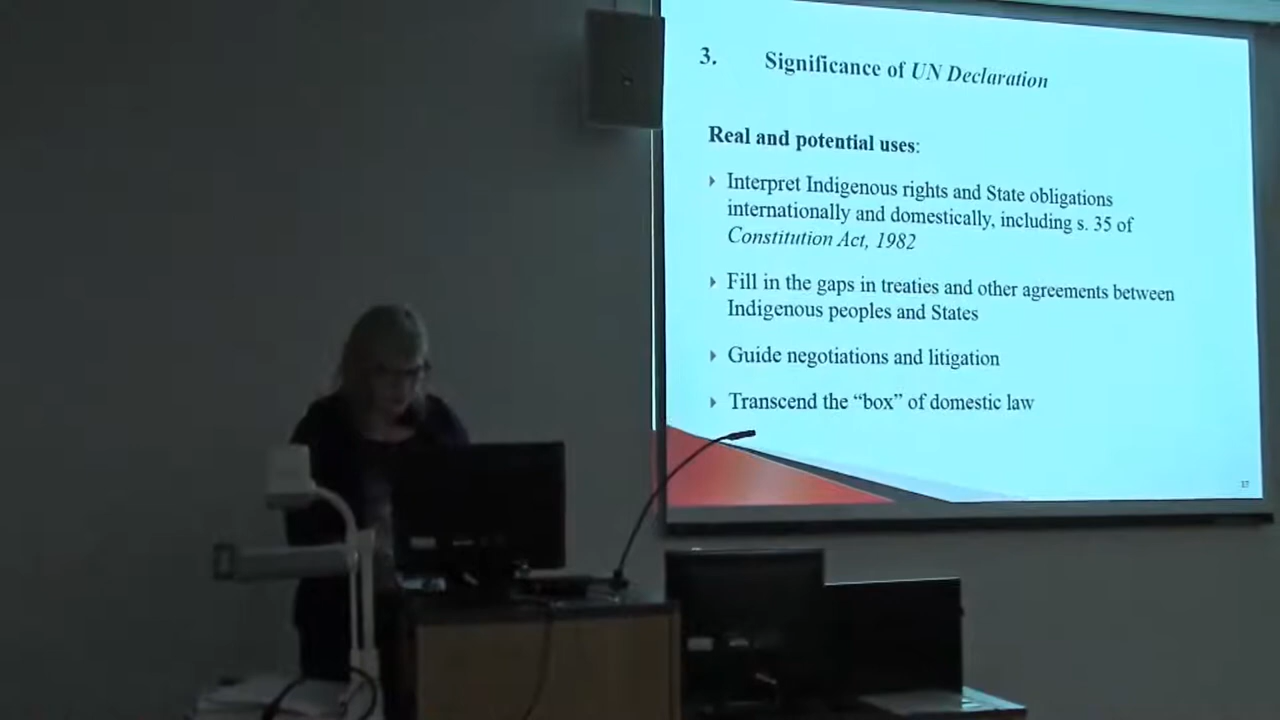 3. Significance of UN Declaration
Real and potential uses:
Interpret Indigenous rights and State obligations
internationally and domestically, including s. 35 of
Constitution Act, 1982
Fill in the gaps in treaties and other agreements between
Indigenous peoples and States
Guide negotiations and litigation
Transcend the “box” of domestic law